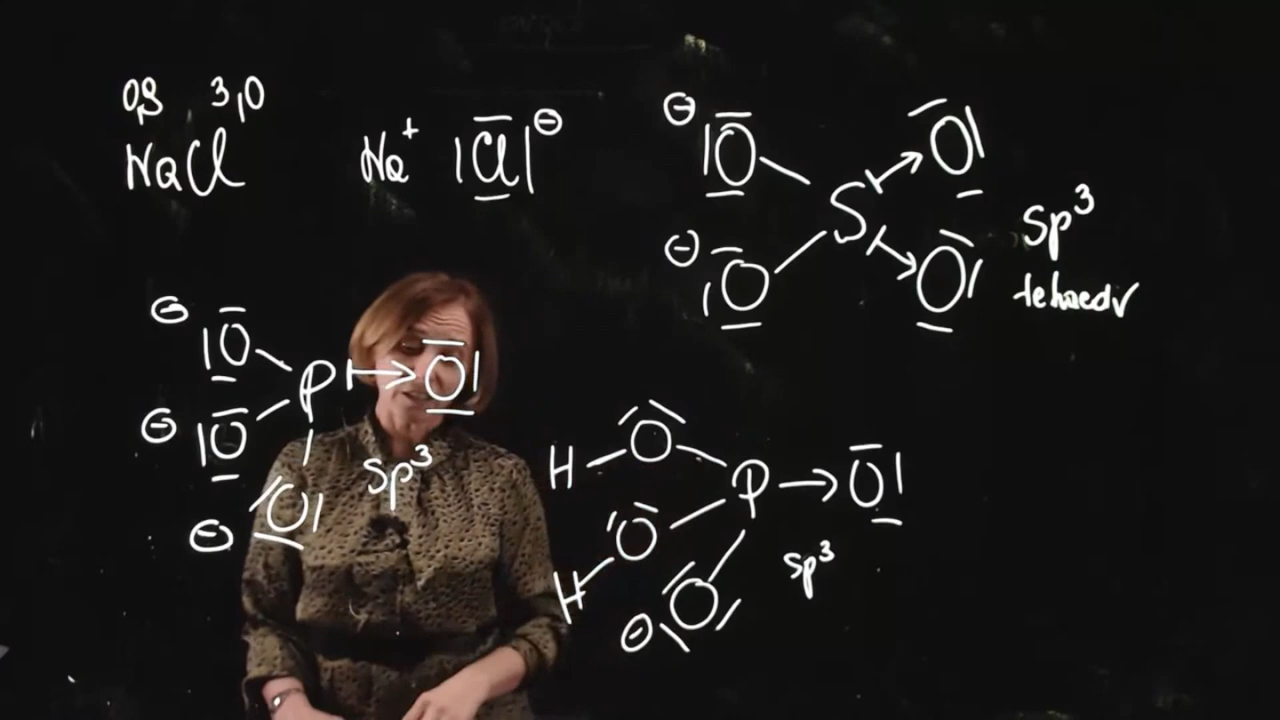 0,9 3,0
NaCl
Na⁺ |Cl|⊖
⊖ |O S O|
⊖ |O O|
sp³
tetraedr
⊖ |O P → O|
⊖ |O
⊖ O|
sp³
H O P → O|
H O
⊖ O
sp³